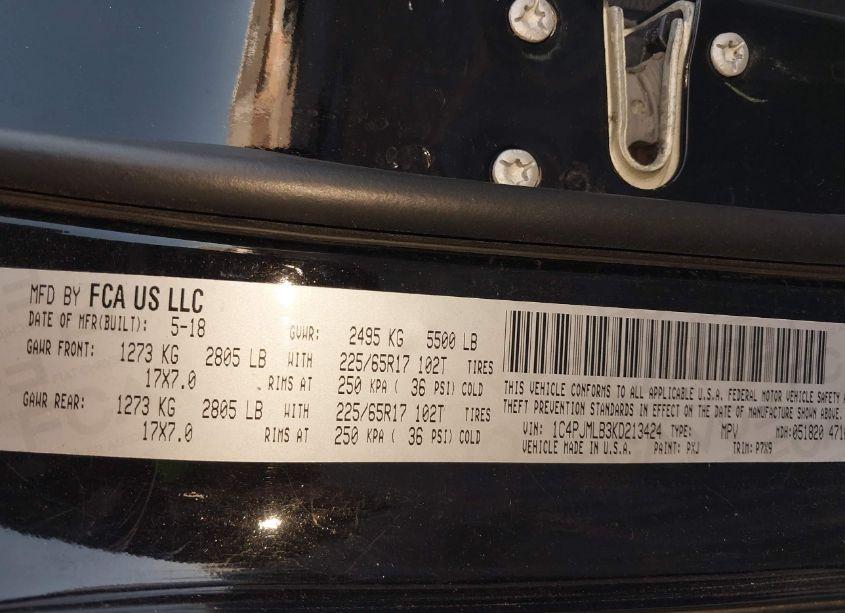 MFD BY FCA US LLC
DATE OF MFR(BUILT): 5-18 GVWR: 2495 KG 5500 LB
GAWR FRONT: 1273 KG 2805 LB WITH 225/65R17 102T TIRES
17X7.0 RIMS AT 250 KPA ( 36 PSI) COLD
GAWR REAR: 1273 KG 2805 LB WITH 225/65R17 102T TIRES
17X7.0 RIMS AT 250 KPA ( 36 PSI) COLD
THIS VEHICLE CONFORMS TO ALL APPLICABLE U.S.A. FEDERAL MOTOR VEHICLE SAFETY
THEFT PREVENTION STANDARDS IN EFFECT ON THE DATE OF MANUFACTURE SHOWN ABOVE.
VIN: 1C4PJMLB3KD213424 TYPE: MPV MDH: 051820
VEHICLE MADE IN U.S.A. PAINT: PXJ TRIM: P7X9